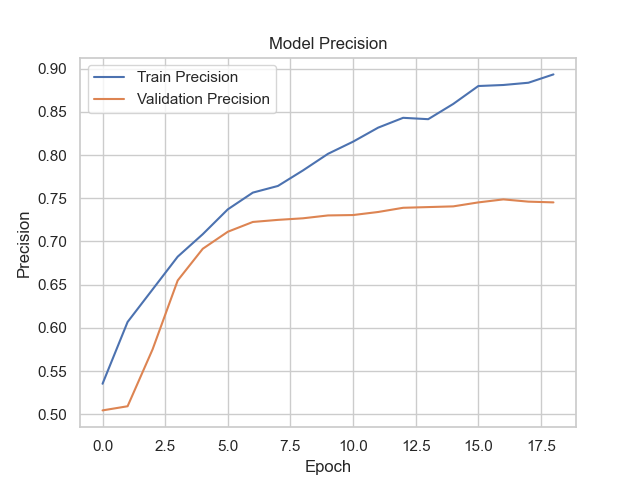 Model Precision
Train Precision
Validation Precision
0.90
0.85
0.80
0.75
0.70
0.65
0.60
0.55
0.50
Precision
0.0 2.5 5.0 7.5 10.0 12.5 15.0 17.5
Epoch